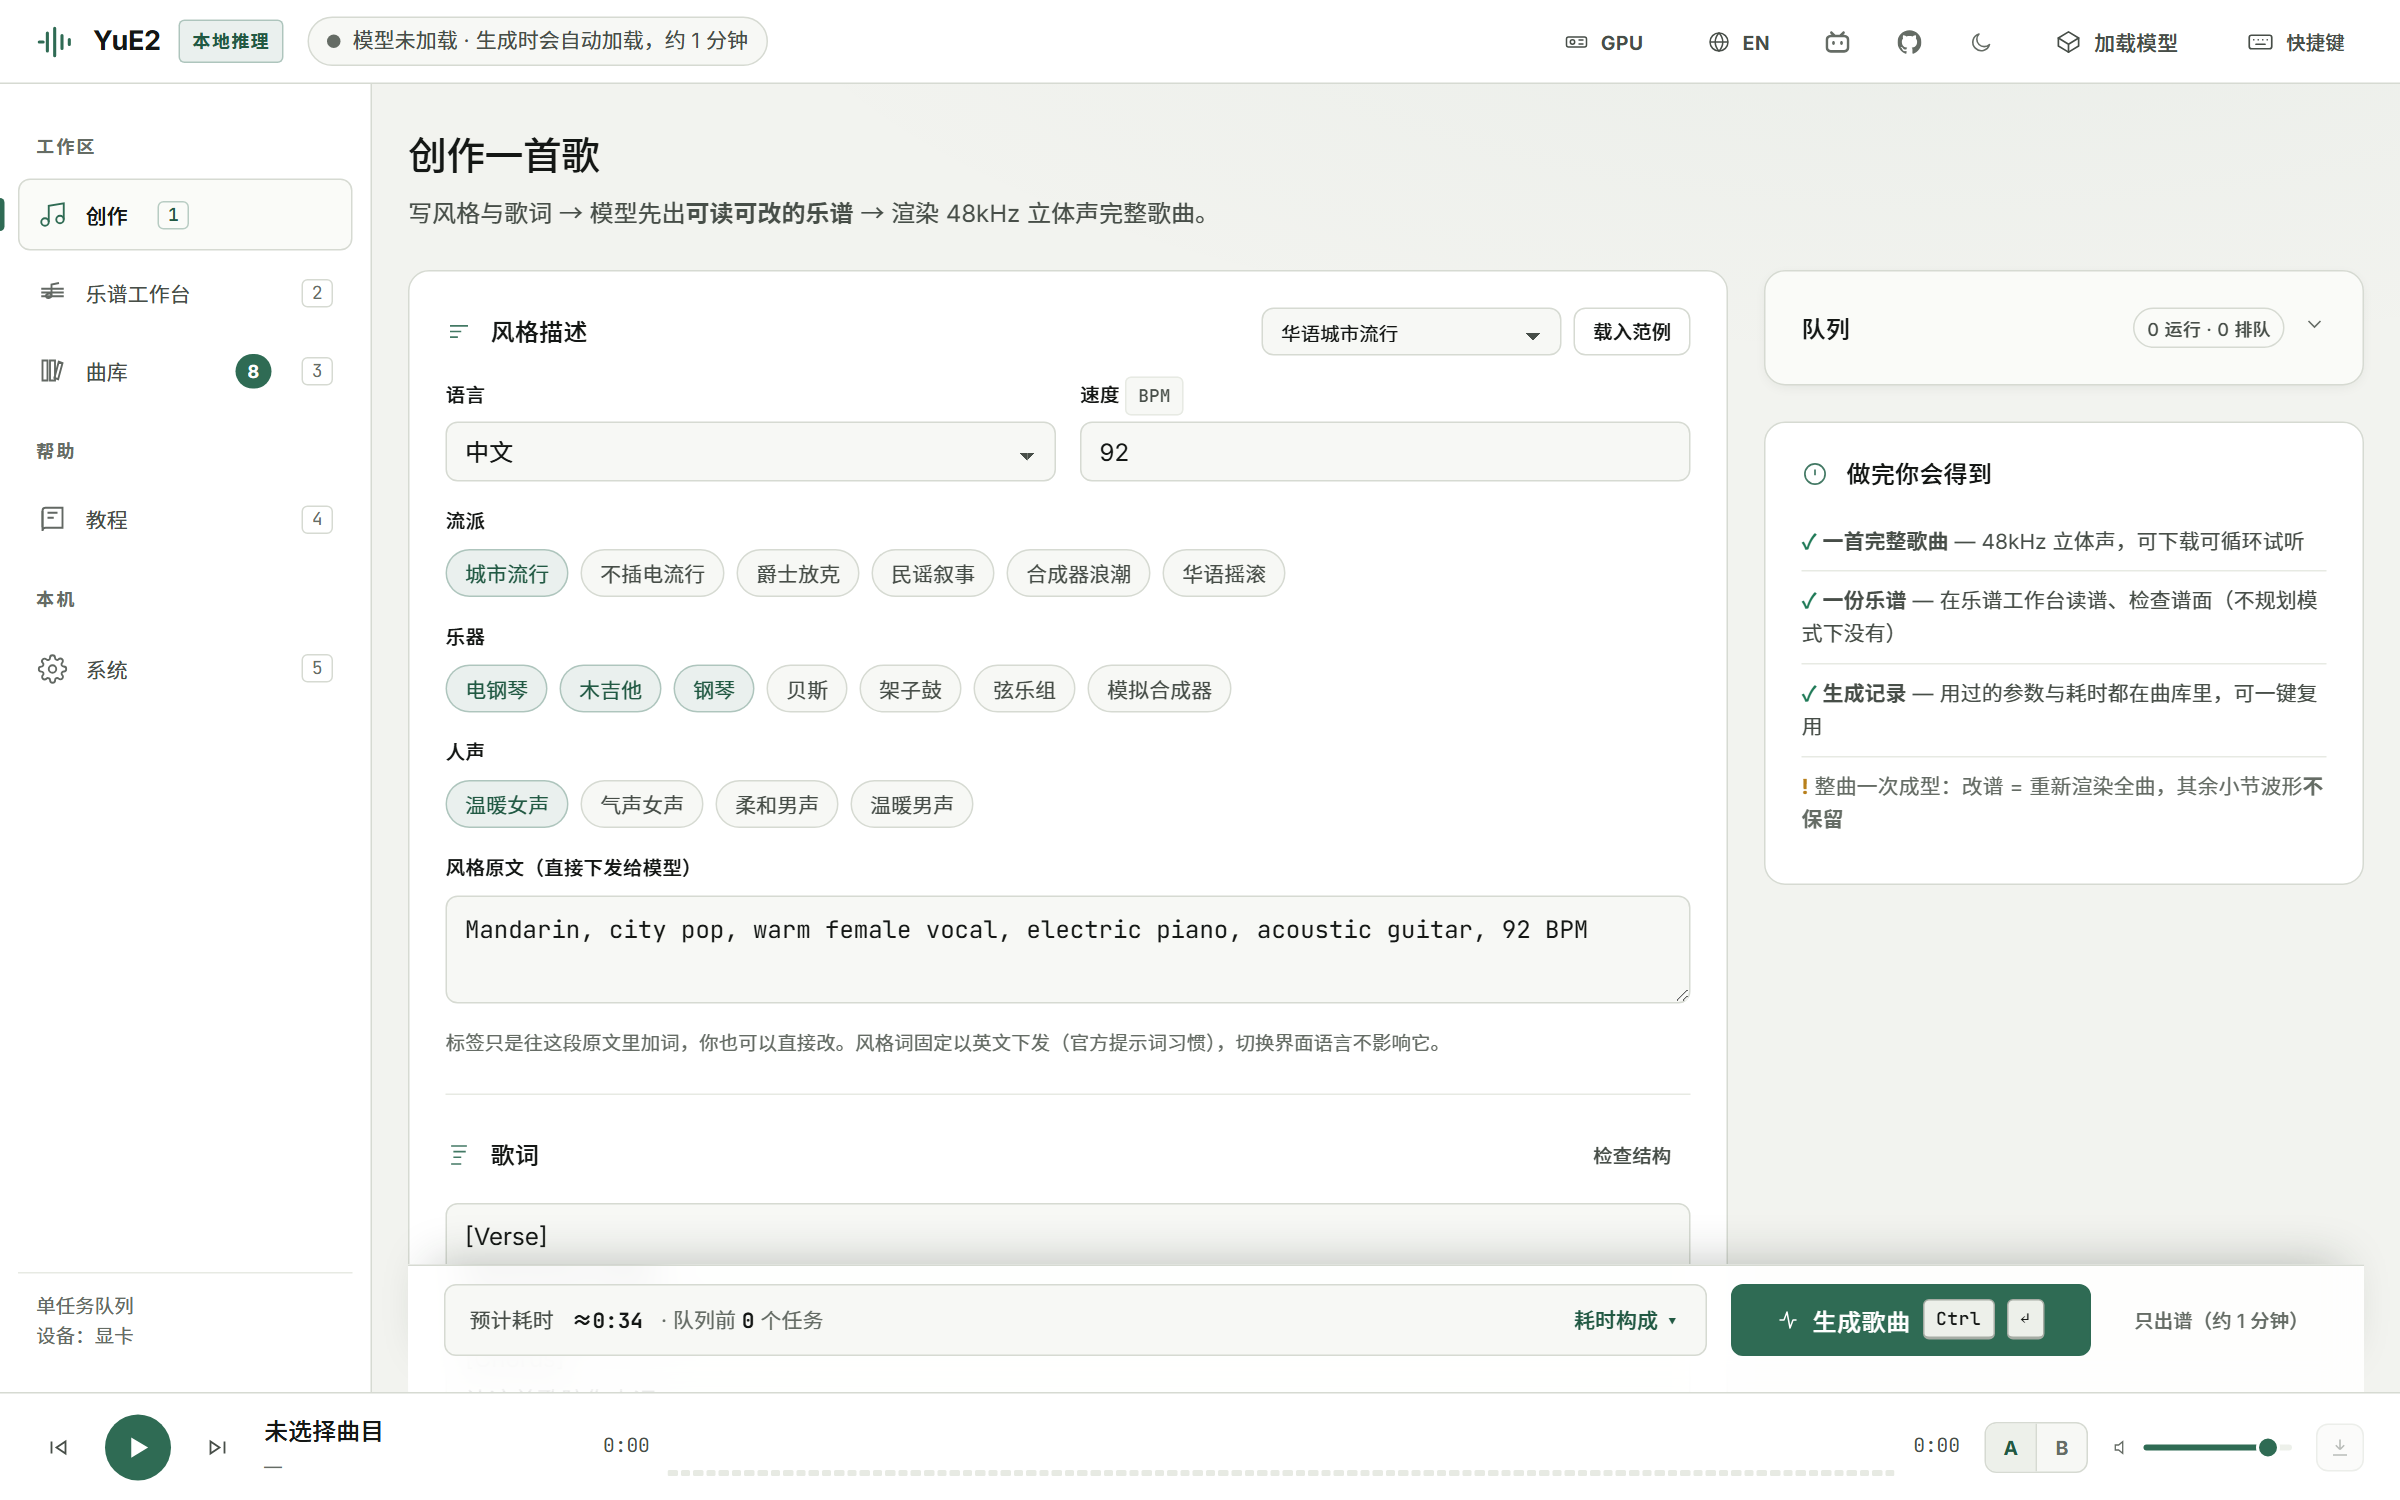 YuE2 本地推理 模型未加载 · 生成时会自动加载，约 1 分钟 GPU EN 加载模型 快捷键
工作区
创作 1
乐谱工作台 2
曲库 8 3
帮助
教程 4
本机
系统 5
单任务队列
设备：显卡
创作一首歌
写风格与歌词 → 模型先出可读可改的乐谱 → 渲染 48kHz 立体声完整歌曲。
风格描述 华语城市流行 载入范例
语言 速度 BPM
中文 92
流派
城市流行 不插电流行 爵士放克 民谣叙事 合成器浪潮 华语摇滚
乐器
电钢琴 木吉他 钢琴 贝斯 架子鼓 弦乐组 模拟合成器
人声
温暖女声 气声女声 柔和男声 温暖男声
风格原文（直接下发给模型）
Mandarin, city pop, warm female vocal, electric piano, acoustic guitar, 92 BPM
标签只是往这段原文里加词，你也可以直接改。风格词固定以英文下发（官方提示词习惯），切换界面语言不影响它。
歌词 检查结构
[Verse]
预计耗时 ≈0:34 · 队列前 0 个任务 耗时构成 ▾ 生成歌曲 Ctrl ↵ 只出谱（约 1 分钟）
队列 0 运行 · 0 排队
做完你会得到
✓ 一首完整歌曲 — 48kHz 立体声，可下载可循环试听
✓ 一份乐谱 — 在乐谱工作台读谱、检查谱面（不规划模
式下没有）
✓ 生成记录 — 用过的参数与耗时都在曲库里，可一键复
用
! 整曲一次成型：改谱 = 重新渲染全曲，其余小节波形不
保留
未选择曲目
—
0:00 0:00 A B